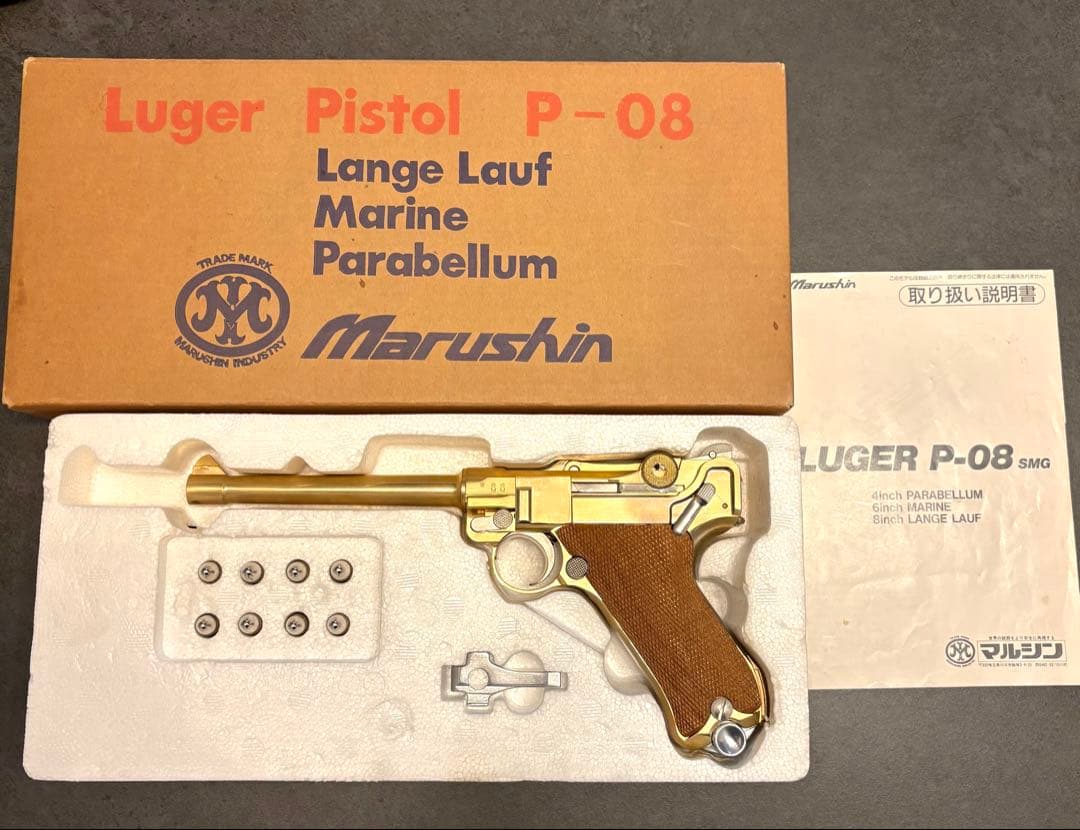 Luger Pistol P-08
Lange Lauf
Marine
Parabellum
TRADE MARK
MARUSHIN INDUSTRY
Marushin
Marushin
取り扱い説明書
LUGER P-08 SMG
4inch PARABELLUM
6inch MARINE
8inch LANGE LAUF
マルシン